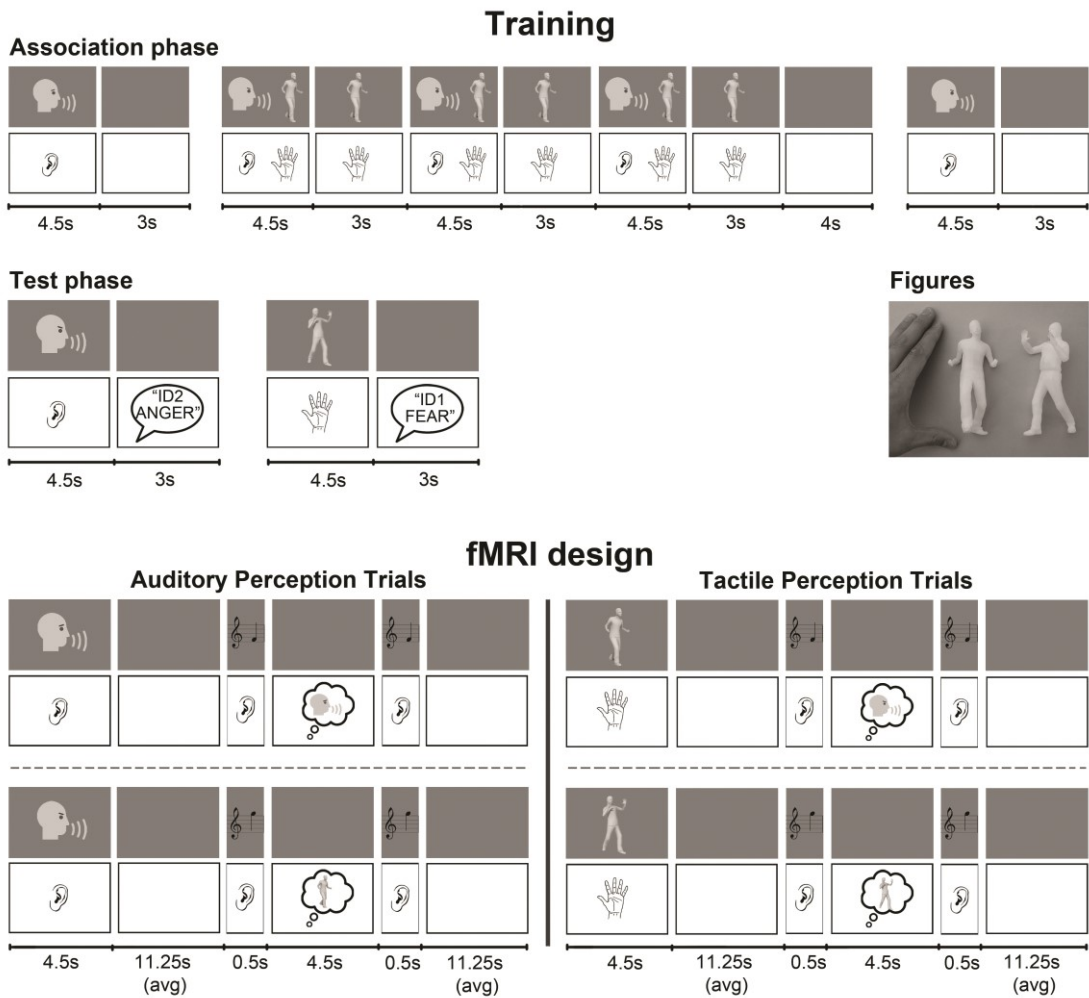 Training
Association phase
4.5s 3s 4.5s 3s 4.5s 3s 4.5s 3s 4s 4.5s 3s
Test phase
Figures
"ID2
ANGER"
"ID1
FEAR"
4.5s 3s 4.5s 3s
fMRI design
Auditory Perception Trials
Tactile Perception Trials
4.5s 11.25s 0.5s 4.5s 0.5s 11.25s 4.5s 11.25s 0.5s 4.5s 0.5s 11.25s
(avg) (avg) (avg) (avg)